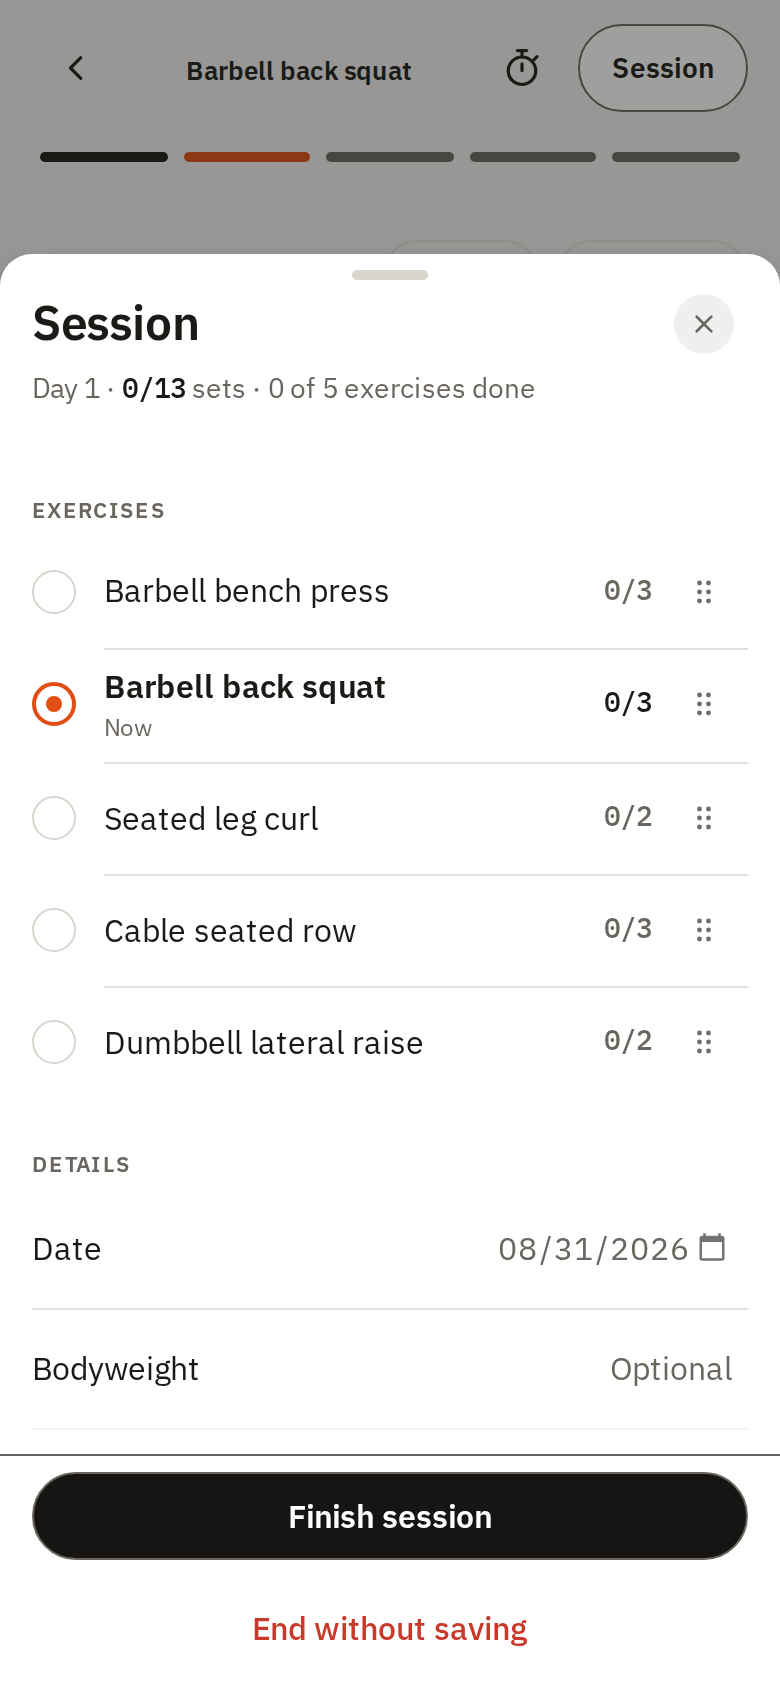 Barbell back squat
Session
Session
Day 1 · 0/13 sets · 0 of 5 exercises done
EXERCISES
Barbell bench press 0/3
Barbell back squat 0/3
Now
Seated leg curl 0/2
Cable seated row 0/3
Dumbbell lateral raise 0/2
DETAILS
Date 08/31/2026
Bodyweight Optional
Finish session
End without saving